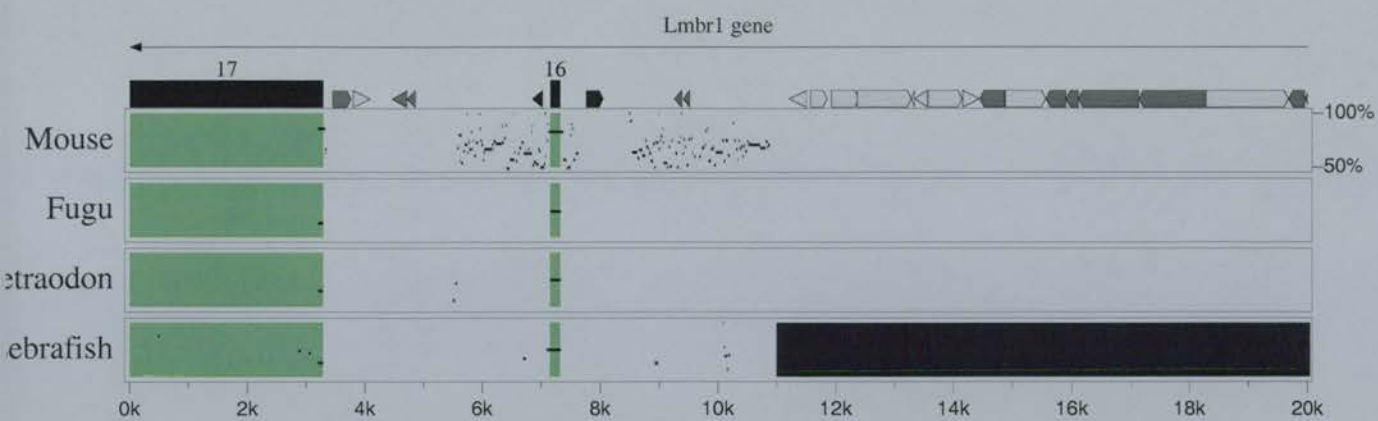 Lmbr1 gene
17 16
Mouse 100%
50%
Fugu
etraodon
ebrafish
0k 2k 4k 6k 8k 10k 12k 14k 16k 18k 20k